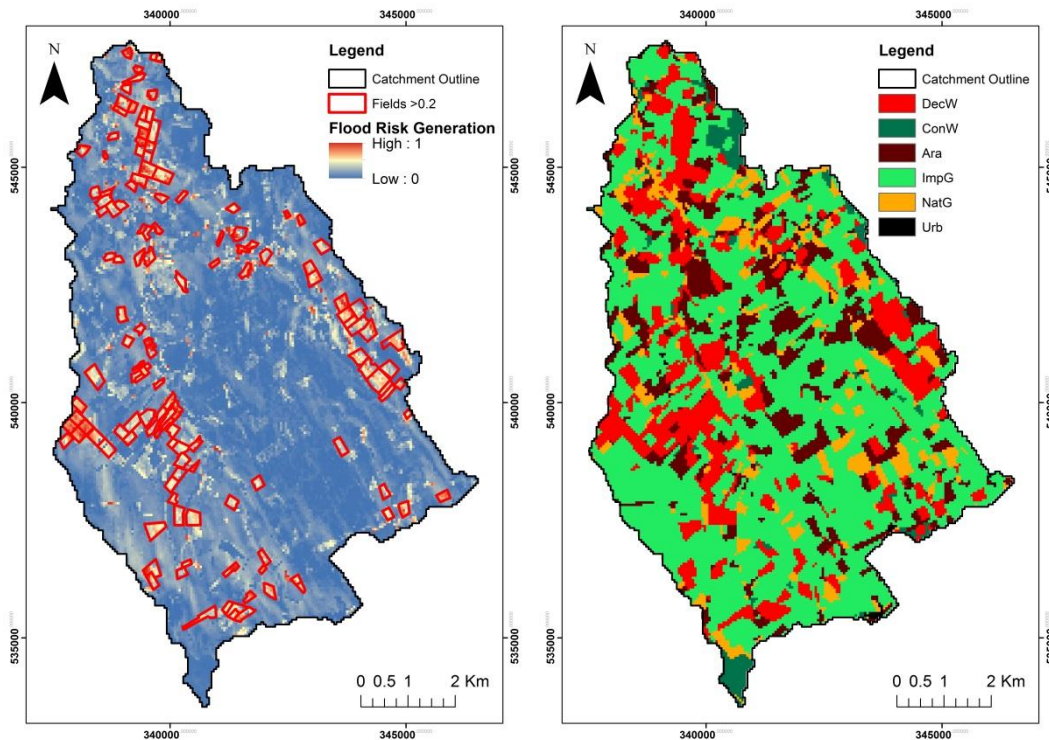 340000 345000
N
Legend
Catchment Outline
Fields >0.2
Flood Risk Generation
High : 1
Low : 0
545000
540000
535000
0 0.5 1 2 Km
340000 345000
340000 345000
N
Legend
Catchment Outline
DecW
ConW
Ara
ImpG
NatG
Urb
545000
540000
535000
0 0.5 1 2 Km
340000 345000